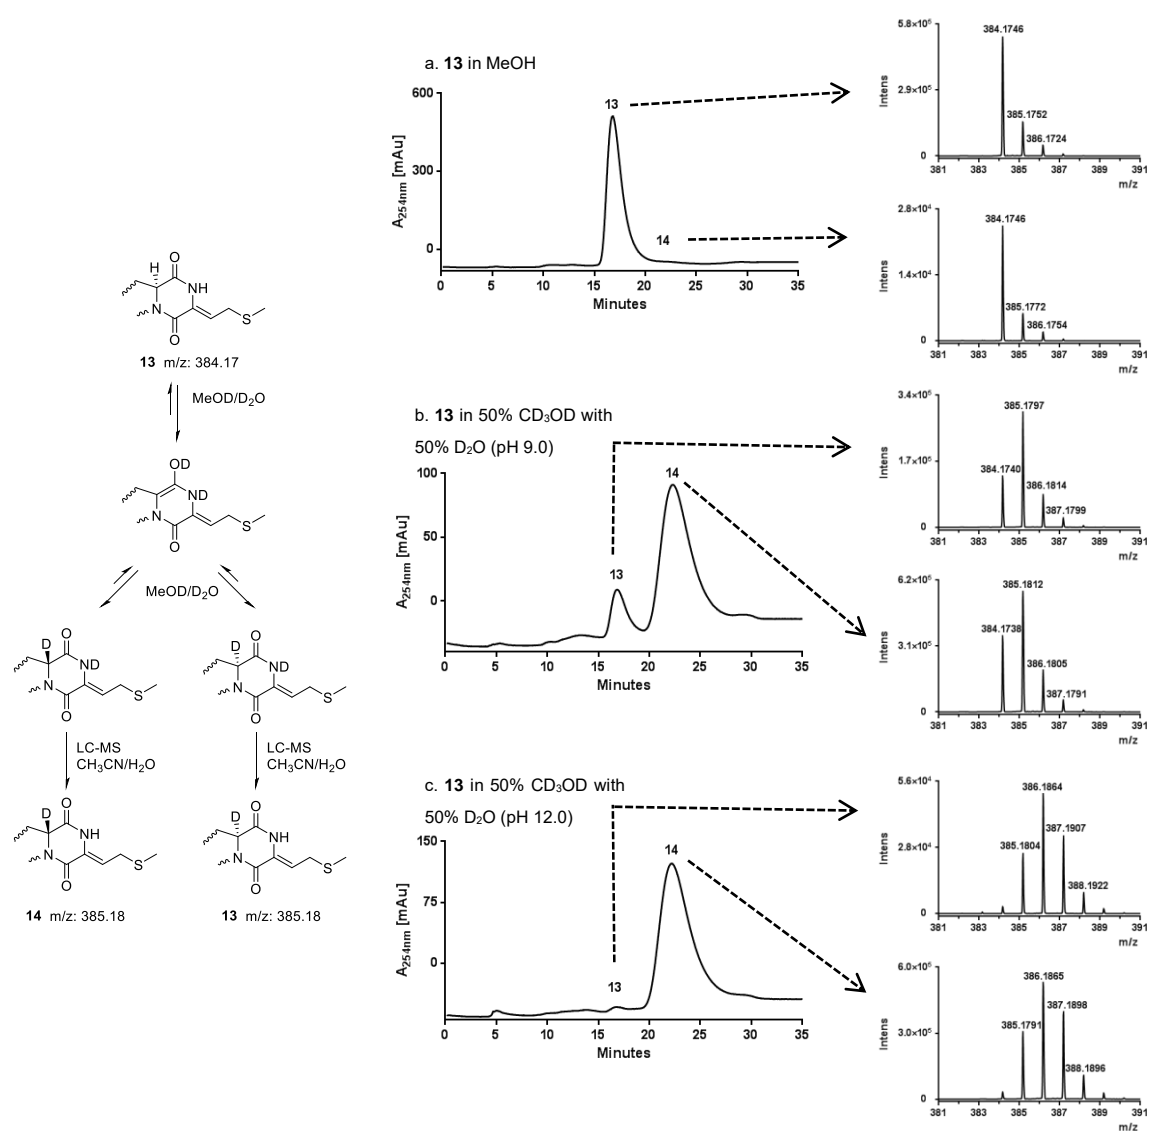 H
O
NH
N
S
O
13 m/z: 384.17
MeOD/D₂O
OD
ND
N
S
O
MeOD/D₂O
D
O
ND
N
S
O
D
O
ND
N
S
O
LC-MS
CH₃CN/H₂O
LC-MS
CH₃CN/H₂O
D
O
NH
N
S
O
D
O
NH
N
S
O
14 m/z: 385.18
13 m/z: 385.18
a. 13 in MeOH
600
300
0
A254nm [mAu]
13
14
0 5 10 15 20 25 30 35
Minutes
5.8×10⁵
2.9×10⁵
0
Intens
384.1746
385.1752
386.1724
381 383 385 387 389 391
m/z
2.8×10⁴
1.4×10⁴
0
Intens
384.1746
385.1772
386.1754
381 383 385 387 389 391
m/z
b. 13 in 50% CD₃OD with
50% D₂O (pH 9.0)
100
50
0
A254nm [mAu]
13
14
0 5 10 15 20 25 30 35
Minutes
3.4×10⁵
1.7×10⁵
0
Intens
384.1740
385.1797
386.1814
387.1799
381 383 385 387 389 391
m/z
6.2×10⁵
3.1×10⁵
0
Intens
384.1738
385.1812
386.1805
387.1791
381 383 385 387 389 391
m/z
c. 13 in 50% CD₃OD with
50% D₂O (pH 12.0)
150
75
0
A254nm [mAu]
13
14
0 5 10 15 20 25 30 35
Minutes
5.6×10⁴
2.8×10⁴
0
Intens
385.1804
386.1864
387.1907
388.1922
381 383 385 387 389 391
m/z
6.0×10⁵
3.0×10⁵
0
Intens
385.1791
386.1865
387.1898
388.1896
381 383 385 387 389 391
m/z